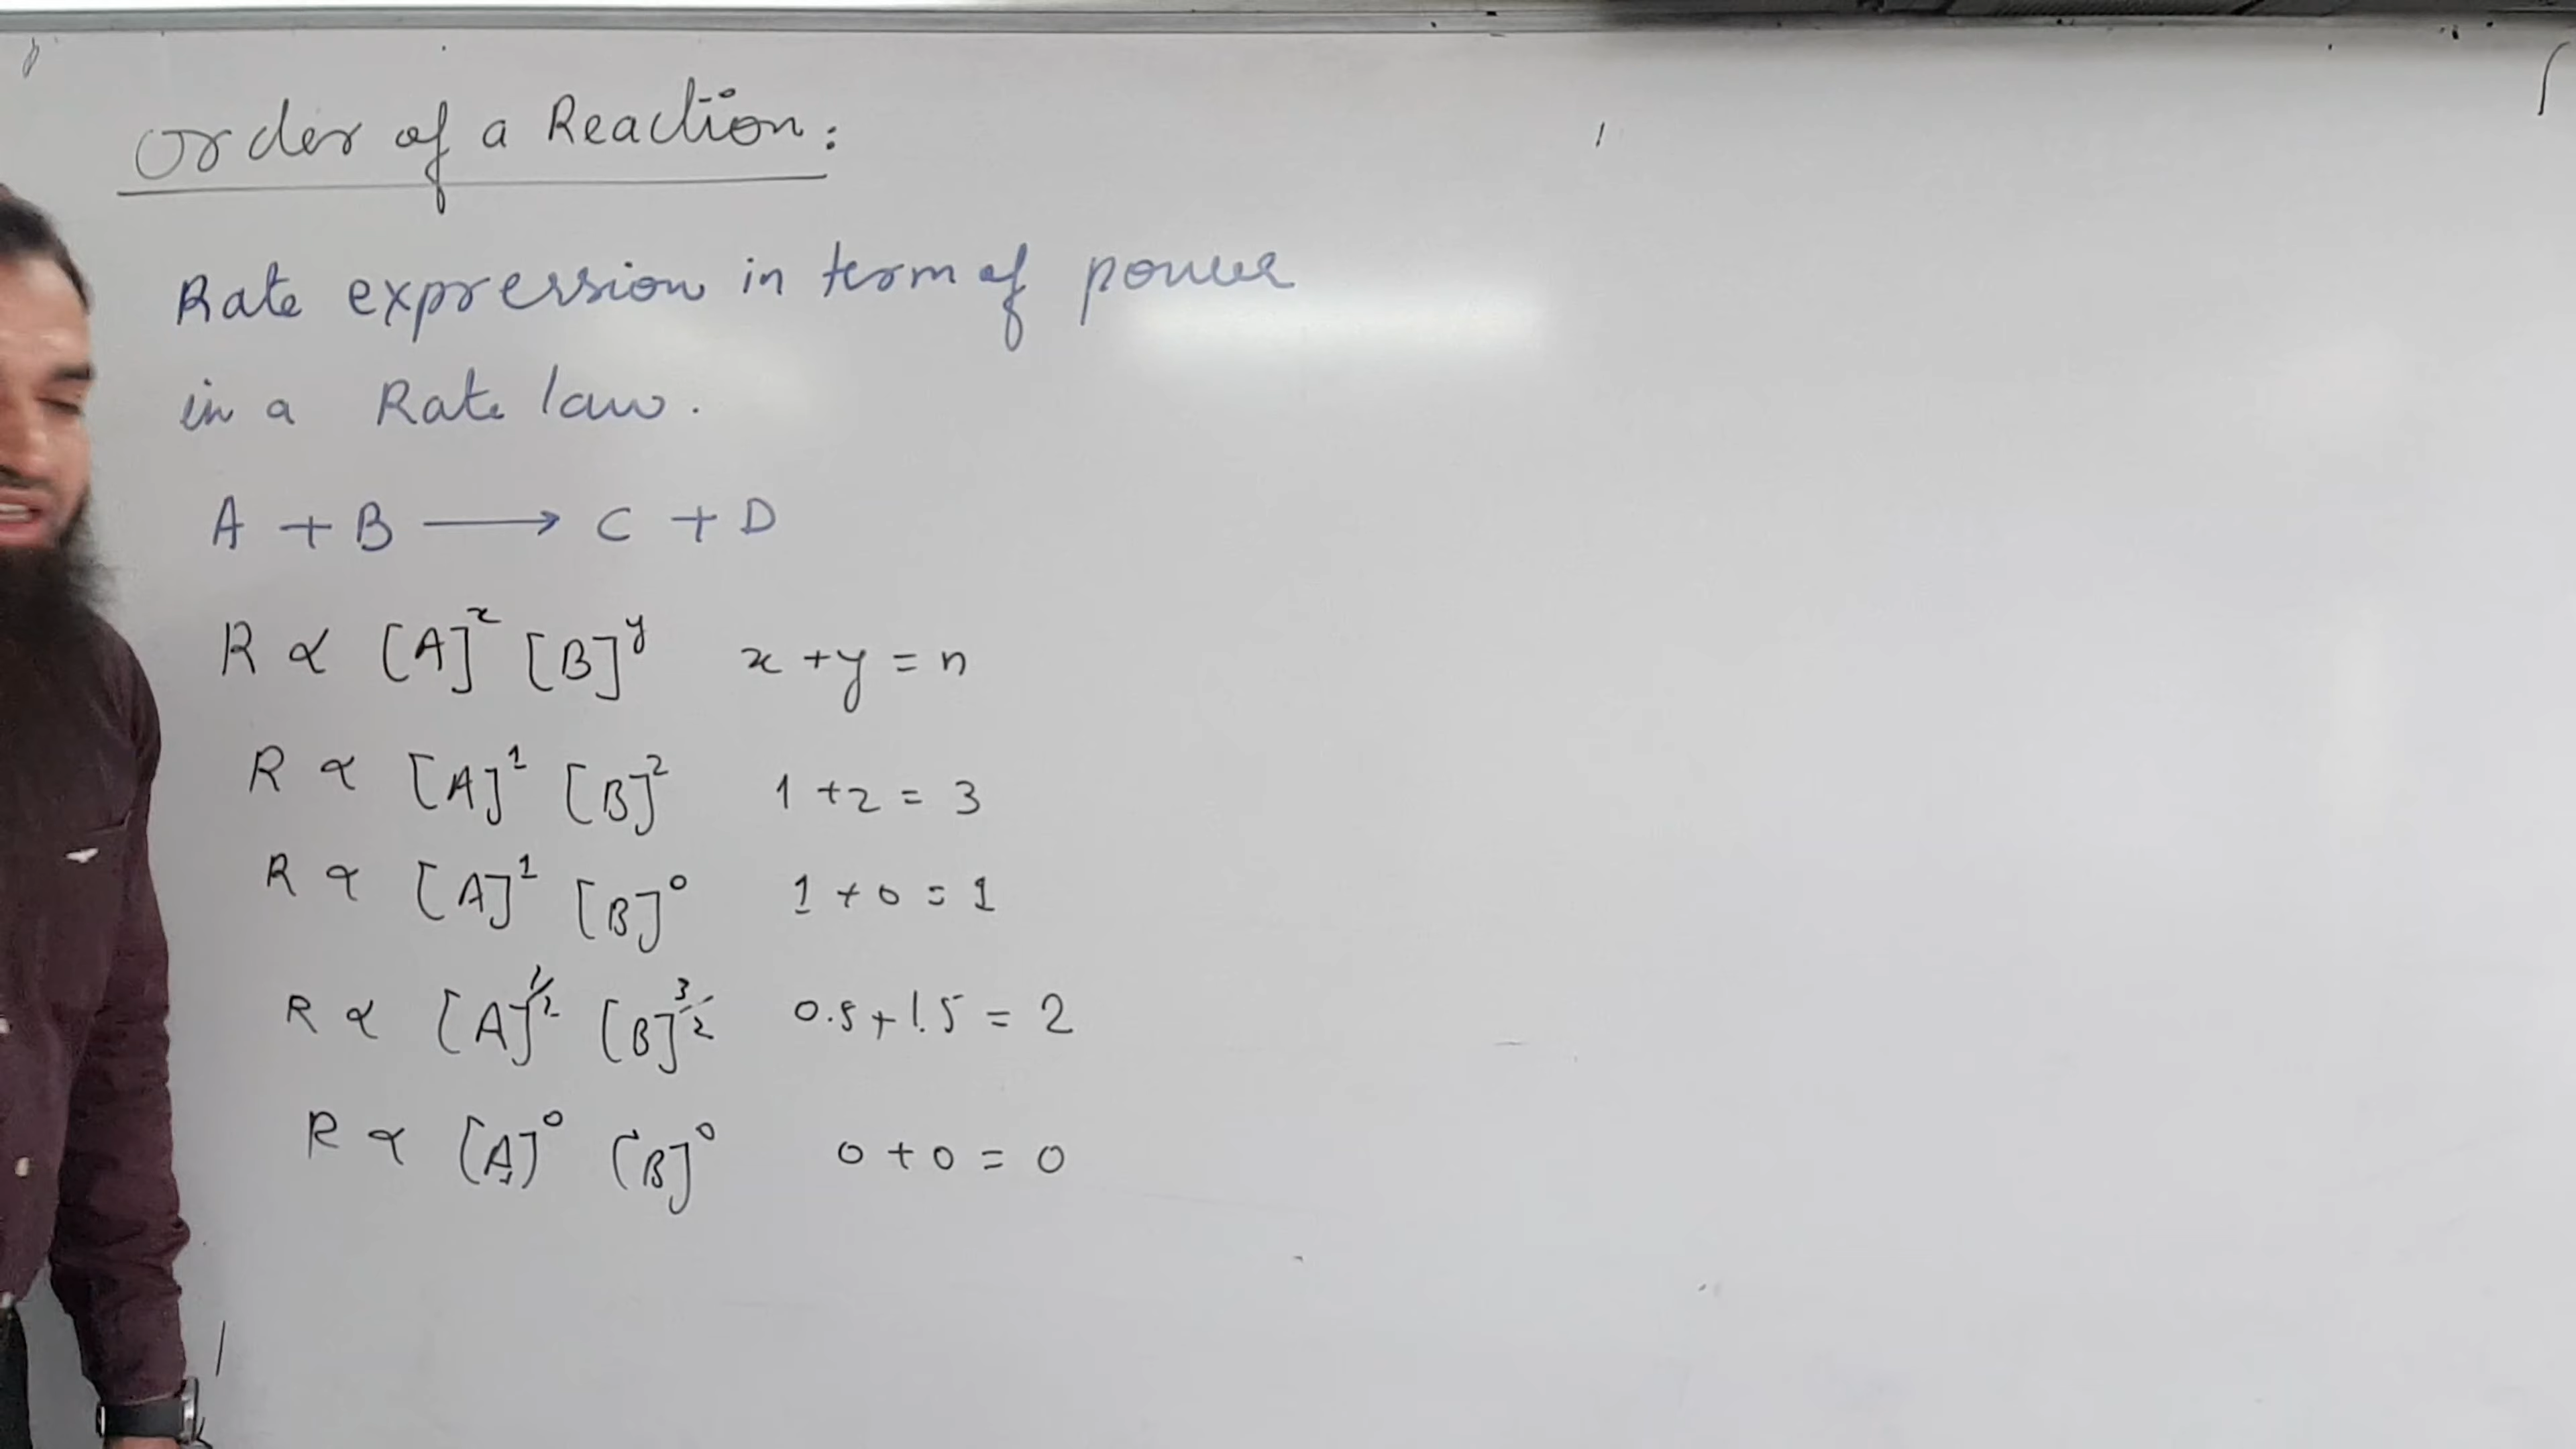 Order of a Reaction:
Rate expression in term of power
in a Rate law.
A + B ⟶ C + D
R ∝ [A]ˣ [B]ʸ x + y = n
R ∝ [A]¹ [B]² 1 + 2 = 3
R ∝ [A]¹ [B]⁰ 1 + 0 = 1
R ∝ [A]^1/2 [B]^3/2 0.5 + 1.5 = 2
R ∝ [A]⁰ [B]⁰ 0 + 0 = 0